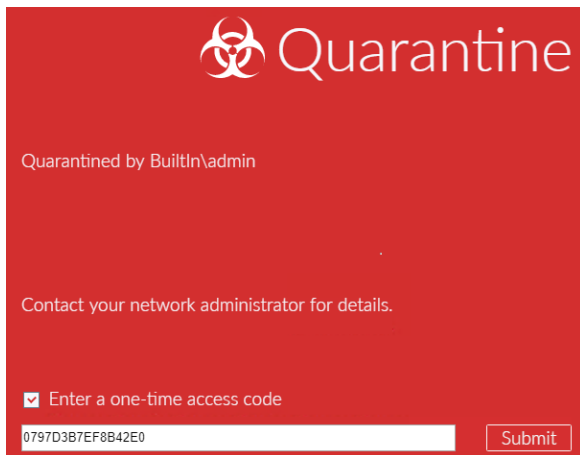 Quarantine
Quarantined by BuiltIn\admin
Contact your network administrator for details.
Enter a one-time access code
0797D3B7EF8B42E0
Submit